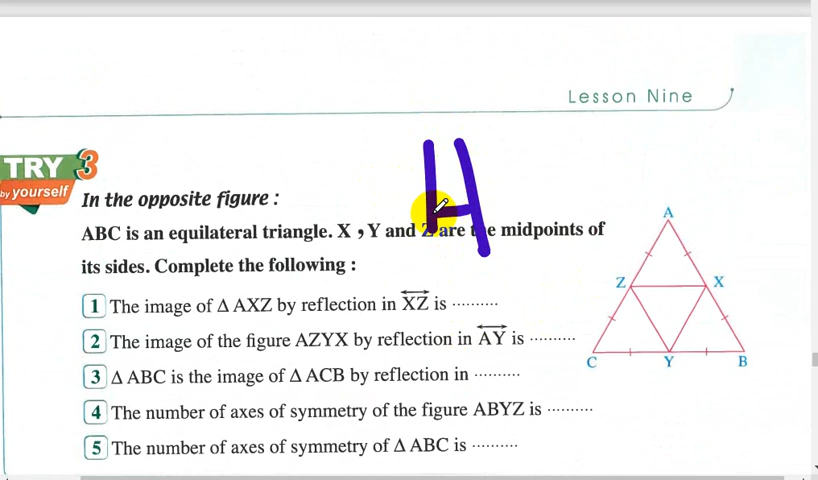 Lesson Nine
TRY 3
by yourself
H
In the opposite figure :
ABC is an equilateral triangle. X , Y and Z are the midpoints of
its sides. Complete the following :
1 The image of Δ AXZ by reflection in XZ is ··········
2 The image of the figure AZYX by reflection in AY is ··········
3 Δ ABC is the image of Δ ACB by reflection in ··········
4 The number of axes of symmetry of the figure ABYZ is ··········
5 The number of axes of symmetry of Δ ABC is ··········
A
Z X
C Y B